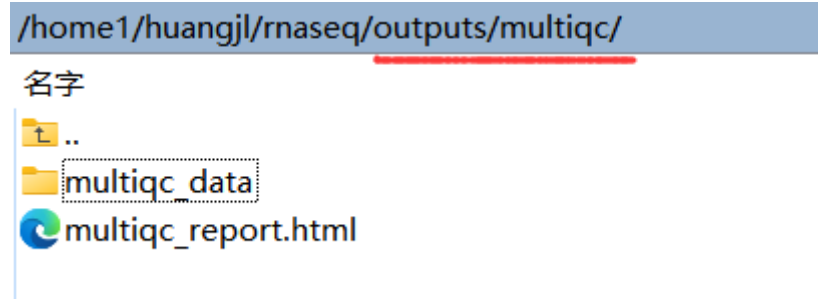 /home1/huangjl/rnaseq/outputs/multiqc/
名字
..
multiqc_data
multiqc_report.html